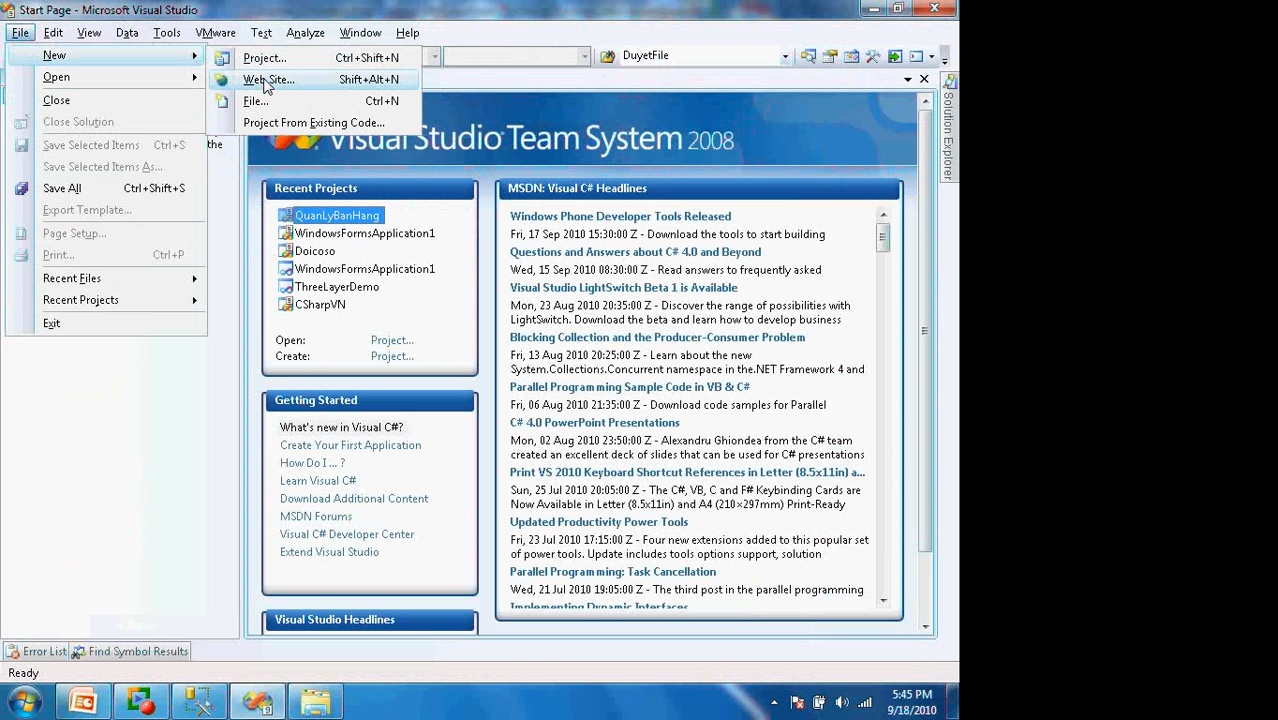 Start Page - Microsoft Visual Studio
File Edit View Data Tools VMware Test Analyze Window Help
DuyetFile
New
Open
Close
Close Solution
Save Selected Items Ctrl+S
Save Selected Items As...
Save All Ctrl+Shift+S
Export Template...
Page Setup...
Print... Ctrl+P
Recent Files
Recent Projects
Exit
Project... Ctrl+Shift+N
Web Site... Shift+Alt+N
File... Ctrl+N
Project From Existing Code...
the
Visual Studio Team System 2008
Recent Projects
QuanLyBanHang
WindowsFormsApplication1
Doicoso
WindowsFormsApplication1
ThreeLayerDemo
CSharpVN
Open: Project...
Create: Project...
Getting Started
What's new in Visual C#?
Create Your First Application
How Do I ... ?
Learn Visual C#
Download Additional Content
MSDN Forums
Visual C# Developer Center
Extend Visual Studio
Visual Studio Headlines
MSDN: Visual C# Headlines
Windows Phone Developer Tools Released
Fri, 17 Sep 2010 15:30:00 Z - Download the tools to start building
Questions and Answers about C# 4.0 and Beyond
Wed, 15 Sep 2010 08:30:00 Z - Read answers to frequently asked
Visual Studio LightSwitch Beta 1 is Available
Mon, 23 Aug 2010 20:35:00 Z - Discover the range of possibilities with
LightSwitch. Download the beta and learn how to develop business
Blocking Collection and the Producer-Consumer Problem
Fri, 13 Aug 2010 20:25:00 Z - Learn about the new
System.Collections.Concurrent namespace in the.NET Framework 4 and
Parallel Programming Sample Code in VB & C#
Fri, 06 Aug 2010 21:35:00 Z - Download code samples for Parallel
C# 4.0 PowerPoint Presentations
Mon, 02 Aug 2010 23:50:00 Z - Alexandru Ghiondea from the C# team
created an excellent deck of slides that can be used for C# presentations
Print VS 2010 Keyboard Shortcut References in Letter (8.5x11in) a...
Sun, 25 Jul 2010 20:05:00 Z - The C#, VB, C and F# Keybinding Cards are
Now Available in Letter (8.5x11in) and A4 (210×297mm) Print-Ready
Updated Productivity Power Tools
Fri, 23 Jul 2010 17:15:00 Z - Four new extensions added to this popular set
of power tools. Update includes tools options support, solution
Parallel Programming: Task Cancellation
Wed, 21 Jul 2010 19:05:00 Z - The third post in the parallel programming
Implementing Dynamic Interfaces
Solution Explorer
Error List Find Symbol Results
Ready
5:45 PM
9/18/2010